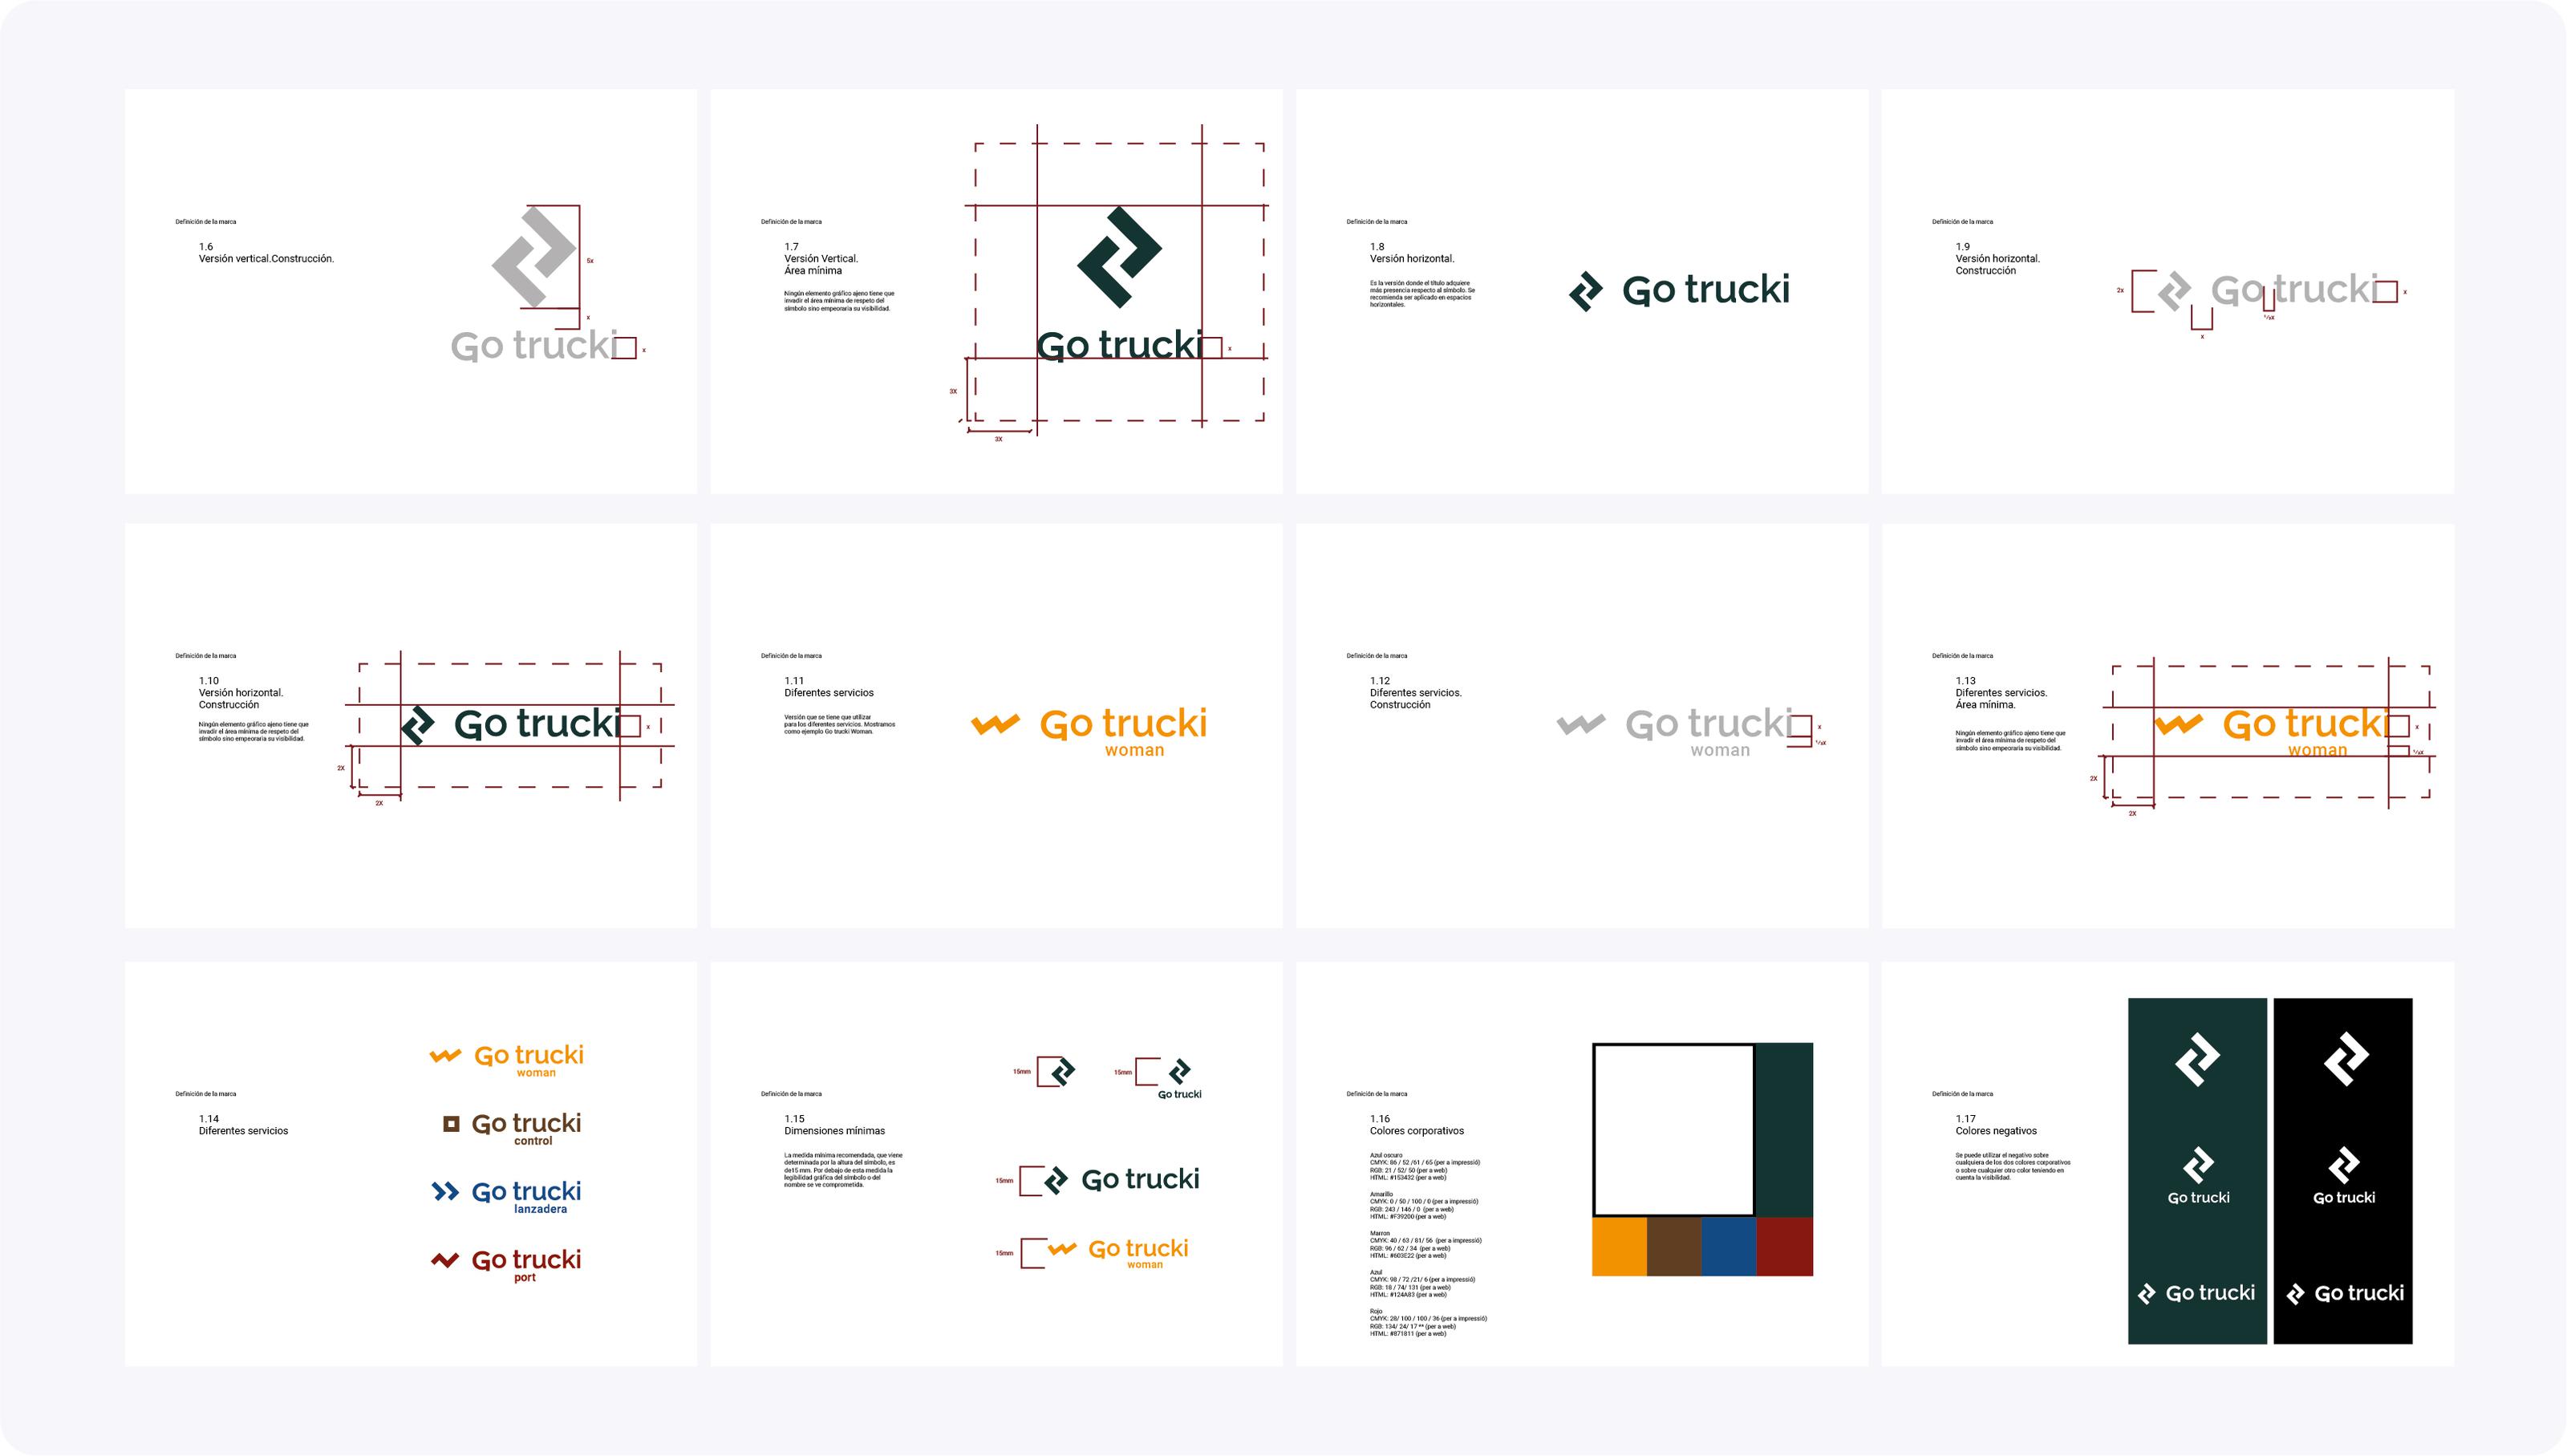 Definición de la marca
1.6
Versión vertical.Construcción.
5x
x
Go trucki
x
Definición de la marca
1.7
Versión Vertical.
Área mínima
Ningún elemento gráfico ajeno tiene que
invadir el área mínima de respeto del
símbolo sino empeoraría su visibilidad.
Go trucki
x
3X
3X
Definición de la marca
1.8
Versión horizontal.
Es la versión donde el título adquiere
más presencia respecto al símbolo. Se
recomienda ser aplicado en espacios
horizontales.
Go trucki
Definición de la marca
1.9
Versión horizontal.
Construcción
2x
Go trucki
x
x
Definición de la marca
1.10
Versión horizontal.
Construcción
Ningún elemento gráfico ajeno tiene que
invadir el área mínima de respeto del
símbolo sino empeoraría su visibilidad.
Go trucki
x
2X
2X
Definición de la marca
1.11
Diferentes servicios
Versión que se tiene que utilizar
para los diferentes servicios. Mostramos
como ejemplo Go trucki Woman.
Go trucki
woman
Definición de la marca
1.12
Diferentes servicios.
Construcción
Go trucki
woman
x
Definición de la marca
1.13
Diferentes servicios.
Área mínima.
Ningún elemento gráfico ajeno tiene que
invadir el área mínima de respeto del
símbolo sino empeoraría su visibilidad.
Go trucki
woman
x
2X
2X
Definición de la marca
1.14
Diferentes servicios
Go trucki
woman
Go trucki
control
Go trucki
lanzadera
Go trucki
port
Definición de la marca
1.15
Dimensiones mínimas
La medida mínima recomendada, que viene
determinada por la altura del símbolo, es
de15 mm. Por debajo de esta medida la
legibilidad gráfica del símbolo o del
nombre se ve comprometida.
15mm
15mm
Go trucki
15mm
Go trucki
15mm
Go trucki
woman
Definición de la marca
1.16
Colores corporativos
Azul oscuro
CMYK: 86 / 52 /61 / 65 (per a impressió)
RGB: 21 / 52/ 50 (per a web)
HTML: #153432 (per a web)
Amarillo
CMYK: 0 / 50 / 100 / 0 (per a impressió)
RGB: 243 / 146 / 0 (per a web)
HTML: #F39200 (per a web)
Marron
CMYK: 40 / 63 / 81/ 56 (per a impressió)
RGB: 96 / 62 / 34 (per a web)
HTML: #603E22 (per a web)
Azul
CMYK: 98 / 72 /21/ 6 (per a impressió)
RGB: 18 / 74/ 131 (per a web)
HTML: #124A83 (per a web)
Rojo
CMYK: 28/ 100 / 100 / 36 (per a impressió)
RGB: 134/ 24/ 17 ** (per a web)
HTML: #871811 (per a web)
Definición de la marca
1.17
Colores negativos
Se puede utilizar el negativo sobre
cualquiera de los dos colores corporativos
o sobre cualquier otro color teniendo en
cuenta la visibilidad.
Go trucki
Go trucki
Go trucki
Go trucki